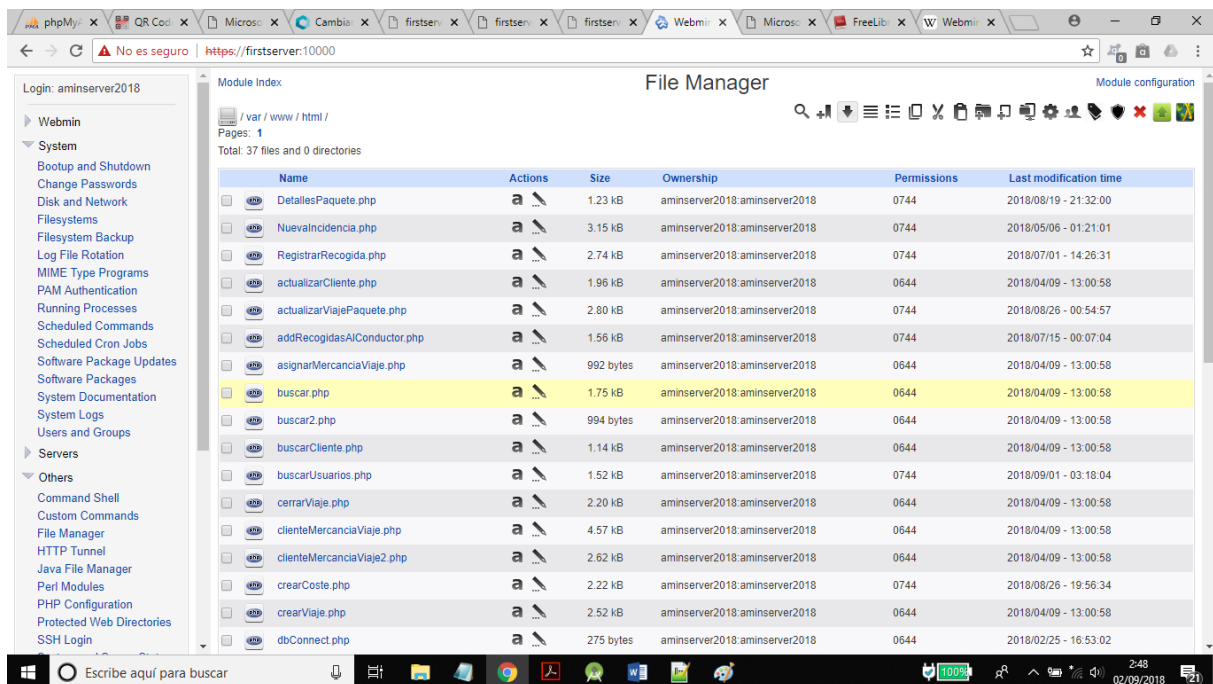 phpMyA
QR Cod
Micros
Cambia
firstserv
firstserv
firstserv
Webmin
Micros
FreeLib
Webmin
No es seguro
https://firstserver:10000
0
Login: aminserver2018
Webmin
System
Bootup and Shutdown
Change Passwords
Disk and Network
Filesystems
Filesystem Backup
Log File Rotation
MIME Type Programs
PAM Authentication
Running Processes
Scheduled Commands
Scheduled Cron Jobs
Software Package Updates
Software Packages
System Documentation
System Logs
Users and Groups
Servers
Others
Command Shell
Custom Commands
File Manager
HTTP Tunnel
Java File Manager
Perl Modules
PHP Configuration
Protected Web Directories
SSH Login
Module Index
File Manager
Module configuration
/ var / www / html /
Pages: 1
Total: 37 files and 0 directories
Name Actions Size Ownership Permissions Last modification time
DetallesPaquete.php a 1.23 kB aminserver2018:aminserver2018 0744 2018/08/19 - 21:32:00
NuevaIncidencia.php a 3.15 kB aminserver2018:aminserver2018 0744 2018/05/06 - 01:21:01
RegistrarRecogida.php a 2.74 kB aminserver2018:aminserver2018 0744 2018/07/01 - 14:26:31
actualizarCliente.php a 1.96 kB aminserver2018:aminserver2018 0644 2018/04/09 - 13:00:58
actualizarViajePaquete.php a 2.80 kB aminserver2018:aminserver2018 0744 2018/08/26 - 00:54:57
addRecogidasAlConductor.php a 1.56 kB aminserver2018:aminserver2018 0744 2018/07/15 - 00:07:04
asignarMercanciaViaje.php a 992 bytes aminserver2018:aminserver2018 0644 2018/04/09 - 13:00:58
buscar.php a 1.75 kB aminserver2018:aminserver2018 0644 2018/04/09 - 13:00:58
buscar2.php a 994 bytes aminserver2018:aminserver2018 0644 2018/04/09 - 13:00:58
buscarCliente.php a 1.14 kB aminserver2018:aminserver2018 0644 2018/04/09 - 13:00:58
buscarUsuarios.php a 1.52 kB aminserver2018:aminserver2018 0744 2018/09/01 - 03:18:04
cerrarViaje.php a 2.20 kB aminserver2018:aminserver2018 0644 2018/04/09 - 13:00:58
clienteMercanciaViaje.php a 4.57 kB aminserver2018:aminserver2018 0644 2018/04/09 - 13:00:58
clienteMercanciaViaje2.php a 2.62 kB aminserver2018:aminserver2018 0644 2018/04/09 - 13:00:58
crearCoste.php a 2.22 kB aminserver2018:aminserver2018 0744 2018/08/26 - 19:56:34
crearViaje.php a 2.52 kB aminserver2018:aminserver2018 0644 2018/04/09 - 13:00:58
dbConnect.php a 275 bytes aminserver2018:aminserver2018 0644 2018/02/25 - 16:53:02
Escribe aquí para buscar
100%
2:48
02/09/2018
21